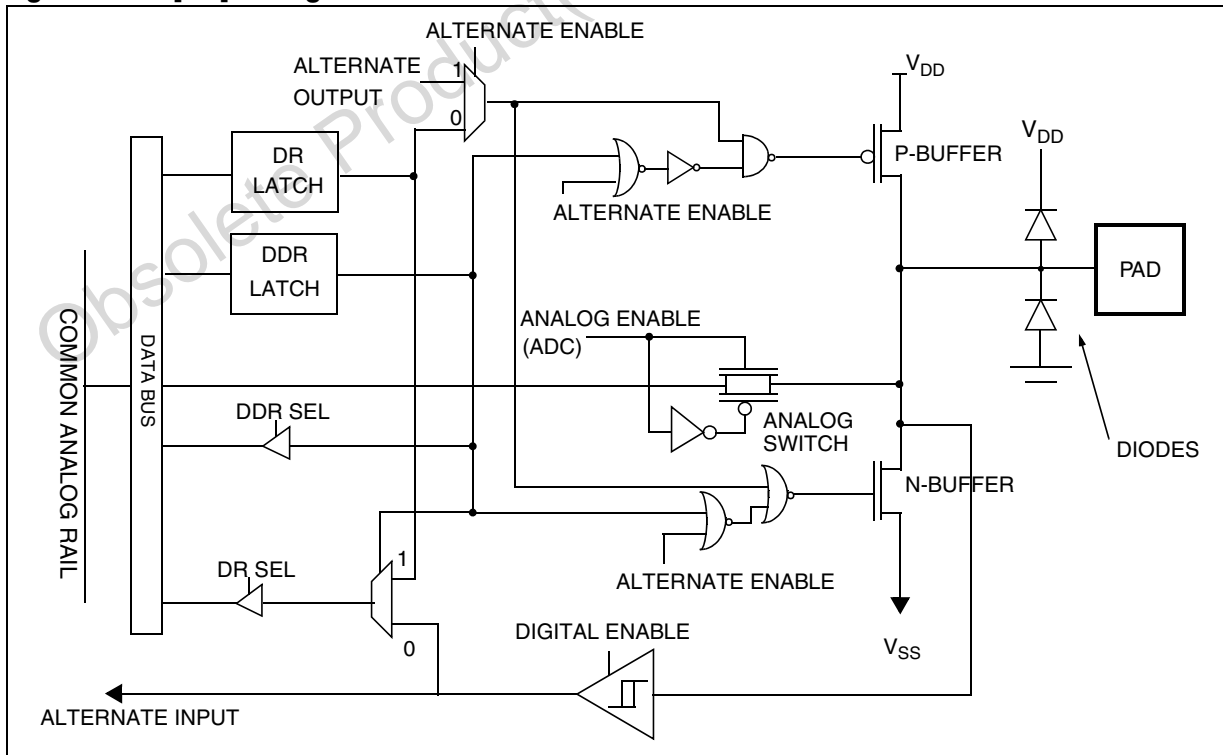 Obsolete Product(
ALTERNATE ENABLE
ALTERNATE
OUTPUT
1
0
V_DD
P-BUFFER
V_DD
DR
LATCH
ALTERNATE ENABLE
DDR
LATCH
PAD
COMMON ANALOG RAIL
DATA BUS
ANALOG ENABLE
(ADC)
ANALOG
SWITCH
DDR SEL
DIODES
N-BUFFER
1
DR SEL
ALTERNATE ENABLE
0
DIGITAL ENABLE
V_SS
ALTERNATE INPUT